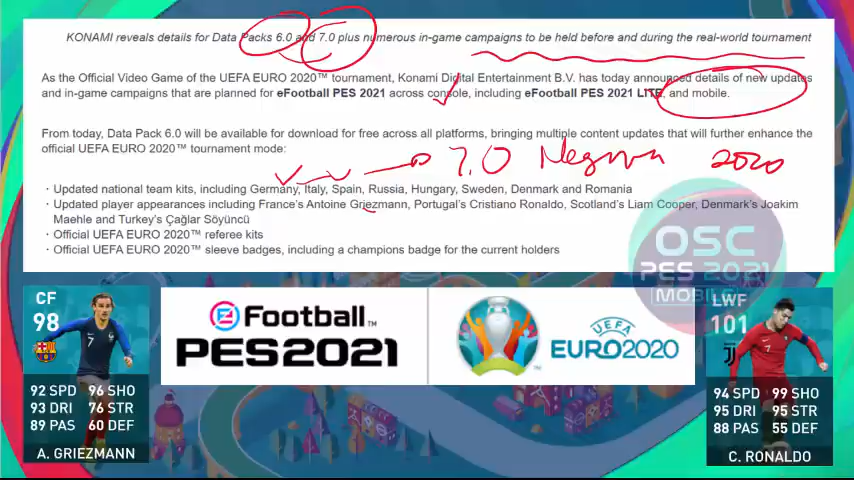 KONAMI reveals details for Data Packs 6.0 and 7.0 plus numerous in-game campaigns to be held before and during the real-world tournament
As the Official Video Game of the UEFA EURO 2020™ tournament, Konami Digital Entertainment B.V. has today announced details of new updates
and in-game campaigns that are planned for eFootball PES 2021 across console, including eFootball PES 2021 LITE, and mobile.
From today, Data Pack 6.0 will be available for download for free across all platforms, bringing multiple content updates that will further enhance the
official UEFA EURO 2020™ tournament mode:
7.0 2020
· Updated national team kits, including Germany, Italy, Spain, Russia, Hungary, Sweden, Denmark and Romania
· Updated player appearances including France's Antoine Griezmann, Portugal's Cristiano Ronaldo, Scotland's Liam Cooper, Denmark's Joakim
Maehle and Turkey's Çağlar Söyüncü
· Official UEFA EURO 2020™ referee kits
· Official UEFA EURO 2020™ sleeve badges, including a champions badge for the current holders
OSC
PES 2021
MOBILE
CF
98
7
92 SPD 96 SHO
93 DRI 76 STR
89 PAS 60 DEF
A. GRIEZMANN
eFootball™
PES2021
UEFA
EURO2020
LWF
101
7
94 SPD 99 SHO
95 DRI 95 STR
88 PAS 55 DEF
C. RONALDO